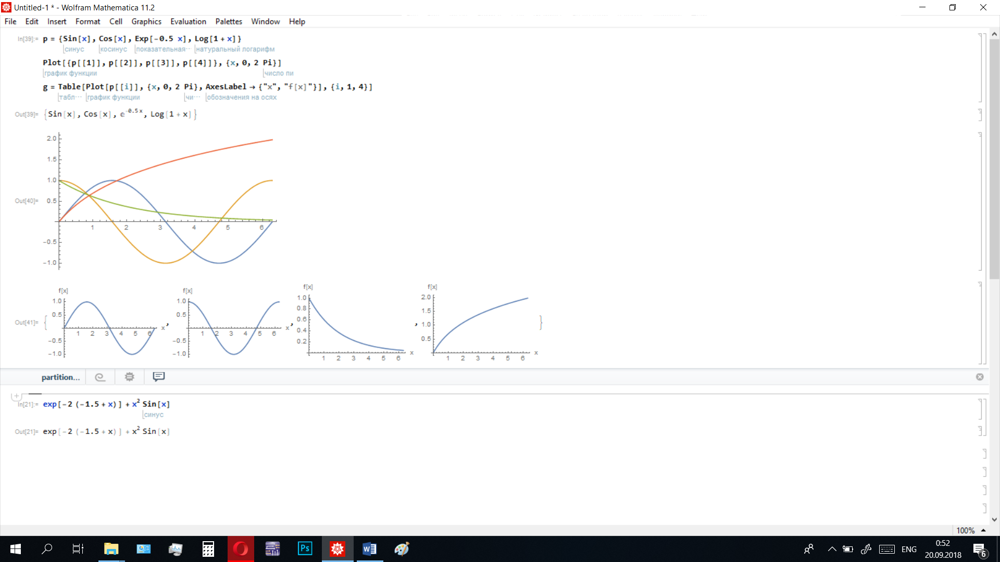 Untitled-1 * - Wolfram Mathematica 11.2
File Edit Insert Format Cell Graphics Evaluation Palettes Window Help
In[39]:= p = {Sin[x], Cos[x], Exp[-0.5 x], Log[1 + x]}
синус косинус показательная⋯ натуральный логарифм
Plot[{p[[1]], p[[2]], p[[3]], p[[4]]}, {x, 0, 2 Pi}]
график функции число пи
g = Table[Plot[p[[i]], {x, 0, 2 Pi}, AxesLabel → {"x", "f[x]"}], {i, 1, 4}]
табл⋯ график функции чи⋯ обозначения на осях
Out[39]= {Sin[x], Cos[x], e^-0.5 x, Log[1 + x]}
2.0
1.5
1.0
Out[40]= 0.5
1 2 3 4 5 6
-0.5
-1.0
f[x] f[x] f[x] f[x]
Out[41]= { 1.0 0.5 -0.5 -1.0 1 2 3 4 5 6 x ,
1.0 0.5 -0.5 -1.0 1 2 3 4 5 6 x ,
1.0 0.8 0.6 0.4 0.2 1 2 3 4 5 6 x ,
2.0 1.5 1.0 0.5 1 2 3 4 5 6 x }
partition...
In[21]:= exp[-2 (-1.5 + x)] + x² Sin[x]
синус
Out[21]= exp[-2 (-1.5 + x)] + x² Sin[x]
100%
Ps
ENG
0:52
20.09.2018
6